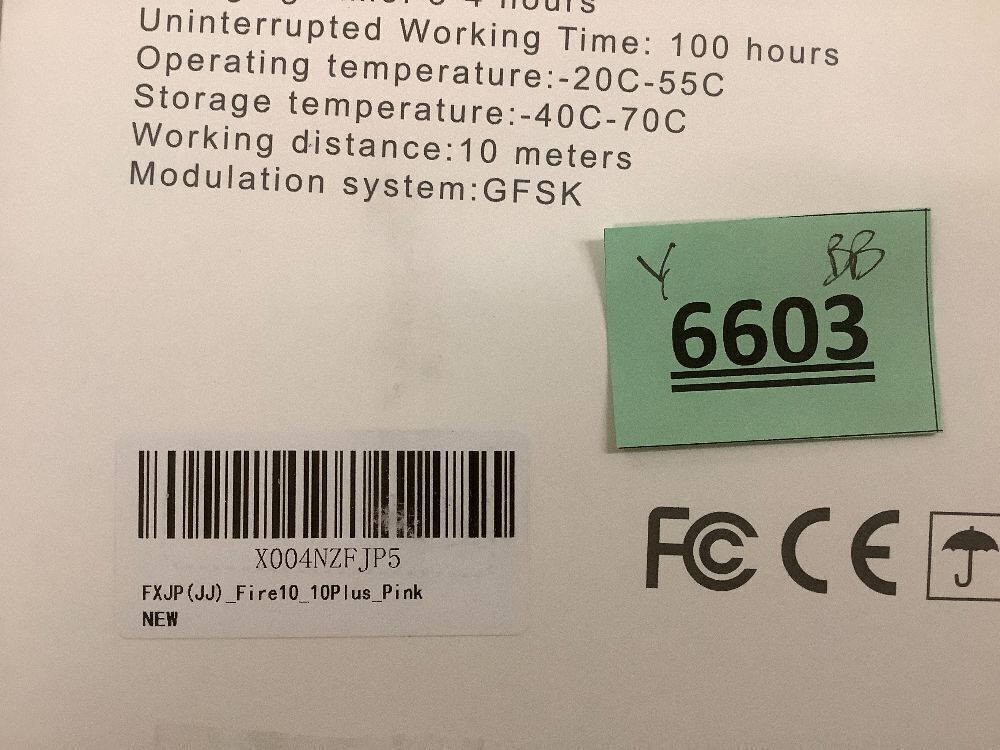 hours
Uninterrupted Working Time: 100 hours
Operating temperature:-20C-55C
Storage temperature:-40C-70C
Working distance:10 meters
Modulation system:GFSK
Y BB
6603
X004NZFJP5
FXJP(JJ)_Fire10_10Plus_Pink
NEW
FC CE